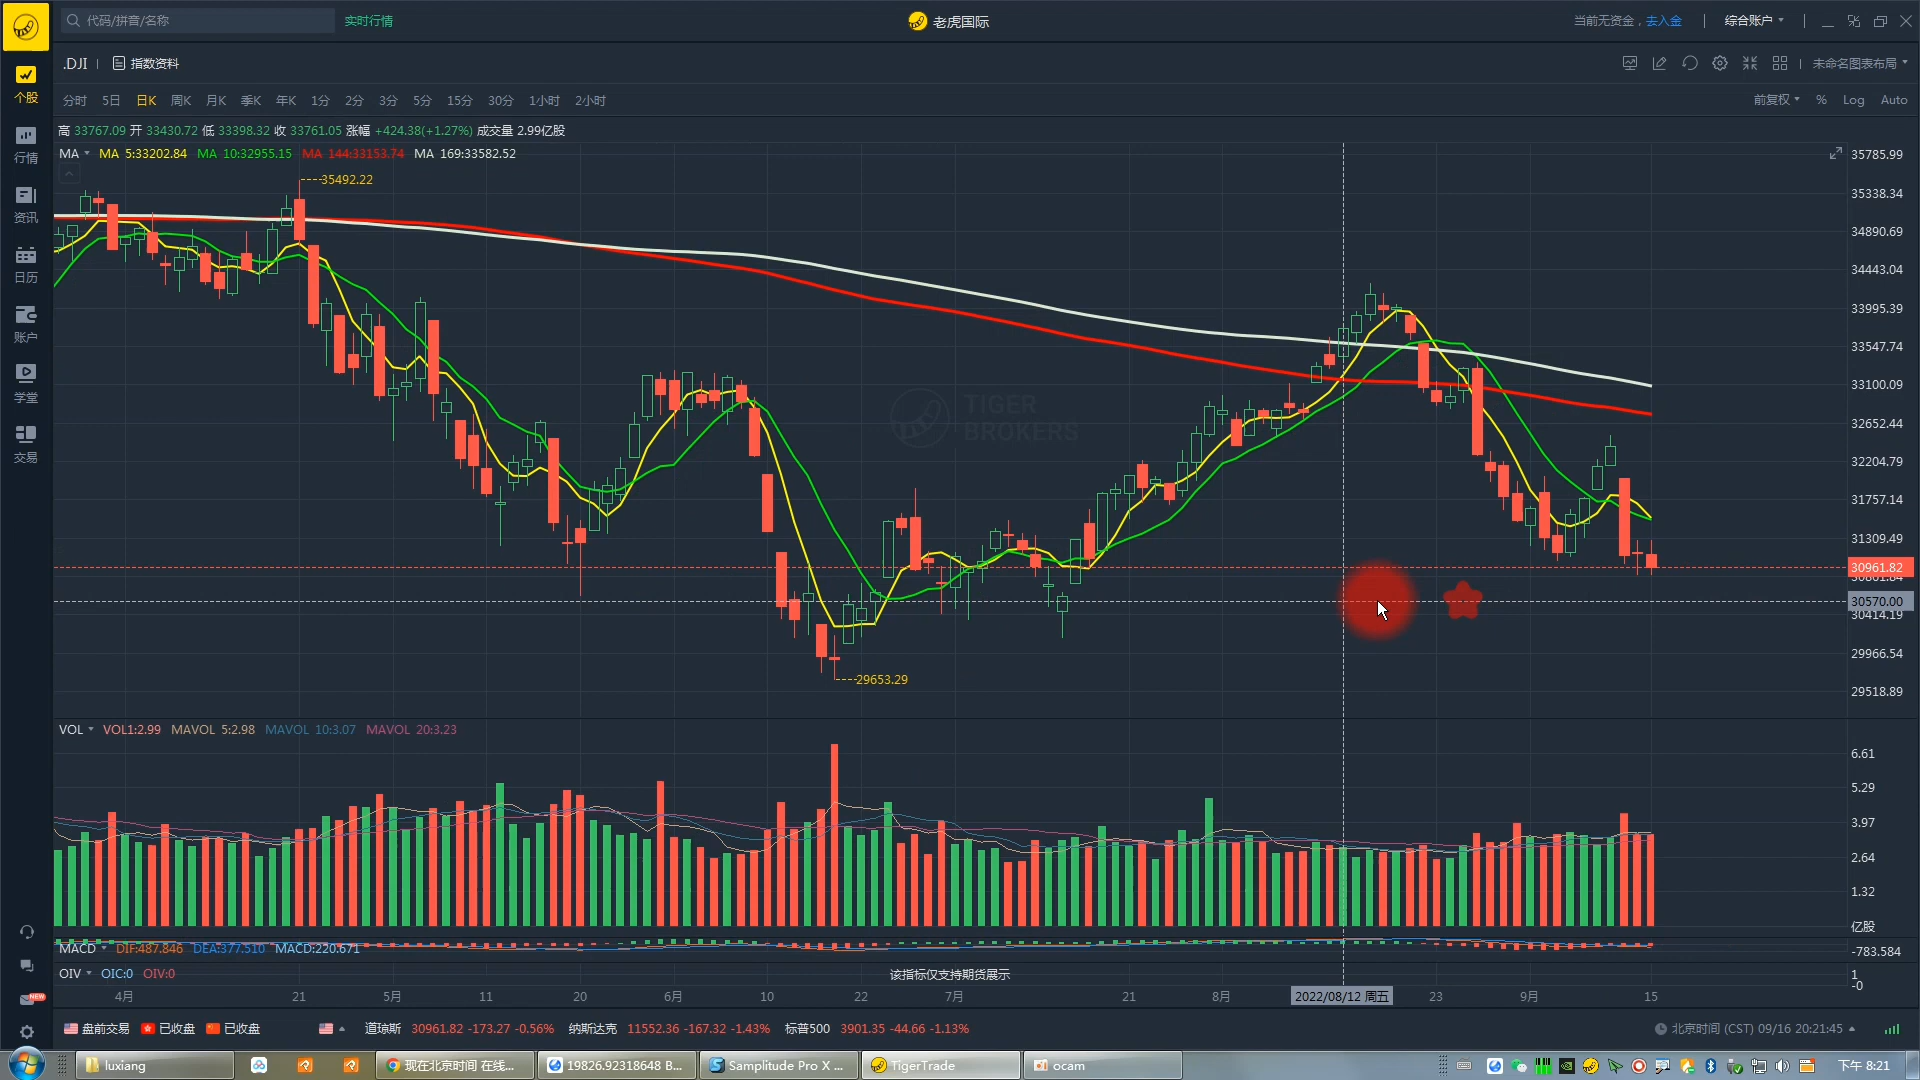 代码/拼音/名称
实时行情
老虎国际
当前无资金，去入金
综合账户
.DJI
指数资料
未命名图表布局
分时 5日 日K 周K 月K 季K 年K 1分 2分 3分 5分 15分 30分 1小时 2小时
前复权 % Log Auto
高 33767.09 开 33430.72 低 33398.32 收 33761.05 涨幅 +424.38(+1.27%) 成交量 2.99亿股
MA MA 5:33202.84 MA 10:32955.15 MA 144:33153.74 MA 169:33582.52
个股
行情
资讯
日历
账户
学堂
交易
35492.22
29653.29
TIGER
BROKERS
35785.99
35338.34
34890.69
34443.04
33995.39
33547.74
33100.09
32652.44
32204.79
31757.14
31309.49
30961.82
30861.84
30570.00
30414.19
29966.54
29518.89
VOL VOL1:2.99 MAVOL 5:2.98 MAVOL 10:3.07 MAVOL 20:3.23
6.61
5.29
3.97
2.64
1.32
亿股
MACD DIF:487.846 DEA:377.510 MACD:220.671
-783.584
OIV OIC:0 OIV:0
该指标仅支持期货展示
1
-0
4月 21 5月 11 20 6月 10 22 7月 21 8月 2022/08/12 周五 23 9月 15
NEW
盘前交易 已收盘 已收盘
道琼斯 30961.82 -173.27 -0.56% 纳斯达克 11552.36 -167.32 -1.43% 标普500 3901.35 -44.66 -1.13%
北京时间 (CST) 09/16 20:21:45
luxiang
现在北京时间 在线...
19826.92318648 B...
Samplitude Pro X ...
TigerTrade
ocam
下午 8:21